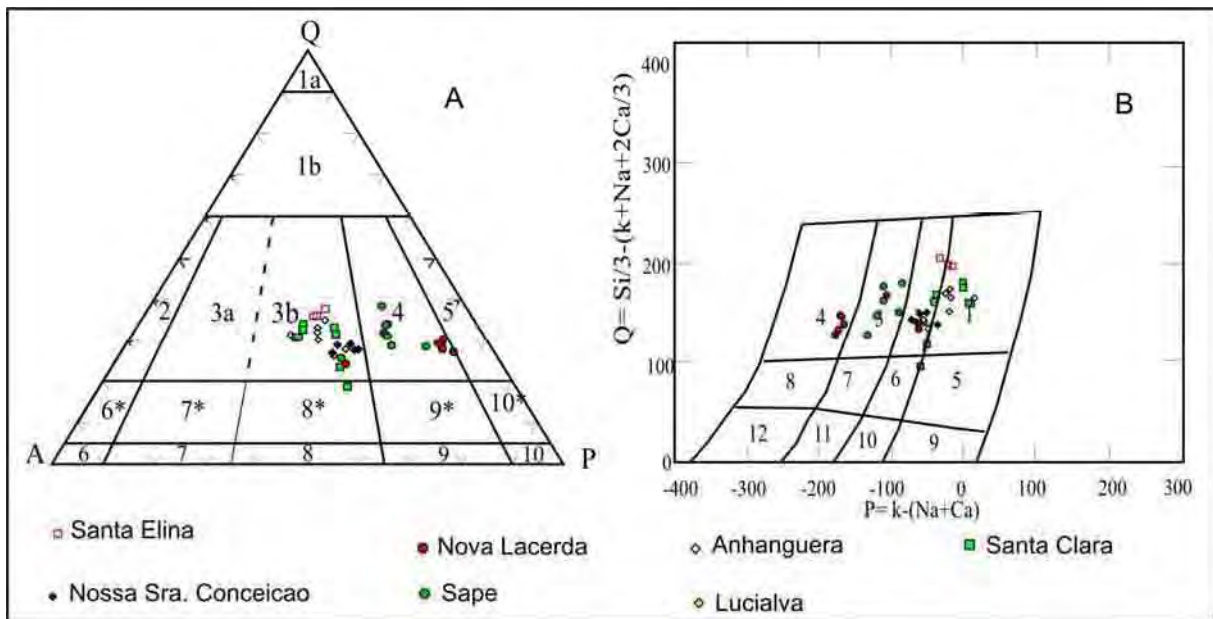 Q
1a
A
1b
2
3a
3b
4
5
6*
7*
8*
9*
10*
A
6
7
8
9
10
P
B
Q= Si/3-(k+Na+2Ca/3)
400
300
200
100
0
4
8
7
6
5
12
11
10
9
-400
-300
-200
-100
0
100
200
300
P= k-(Na+Ca)
Santa Elina
Nova Lacerda
Anhanguera
Santa Clara
Nossa Sra. Conceicao
Sape
Lucialva